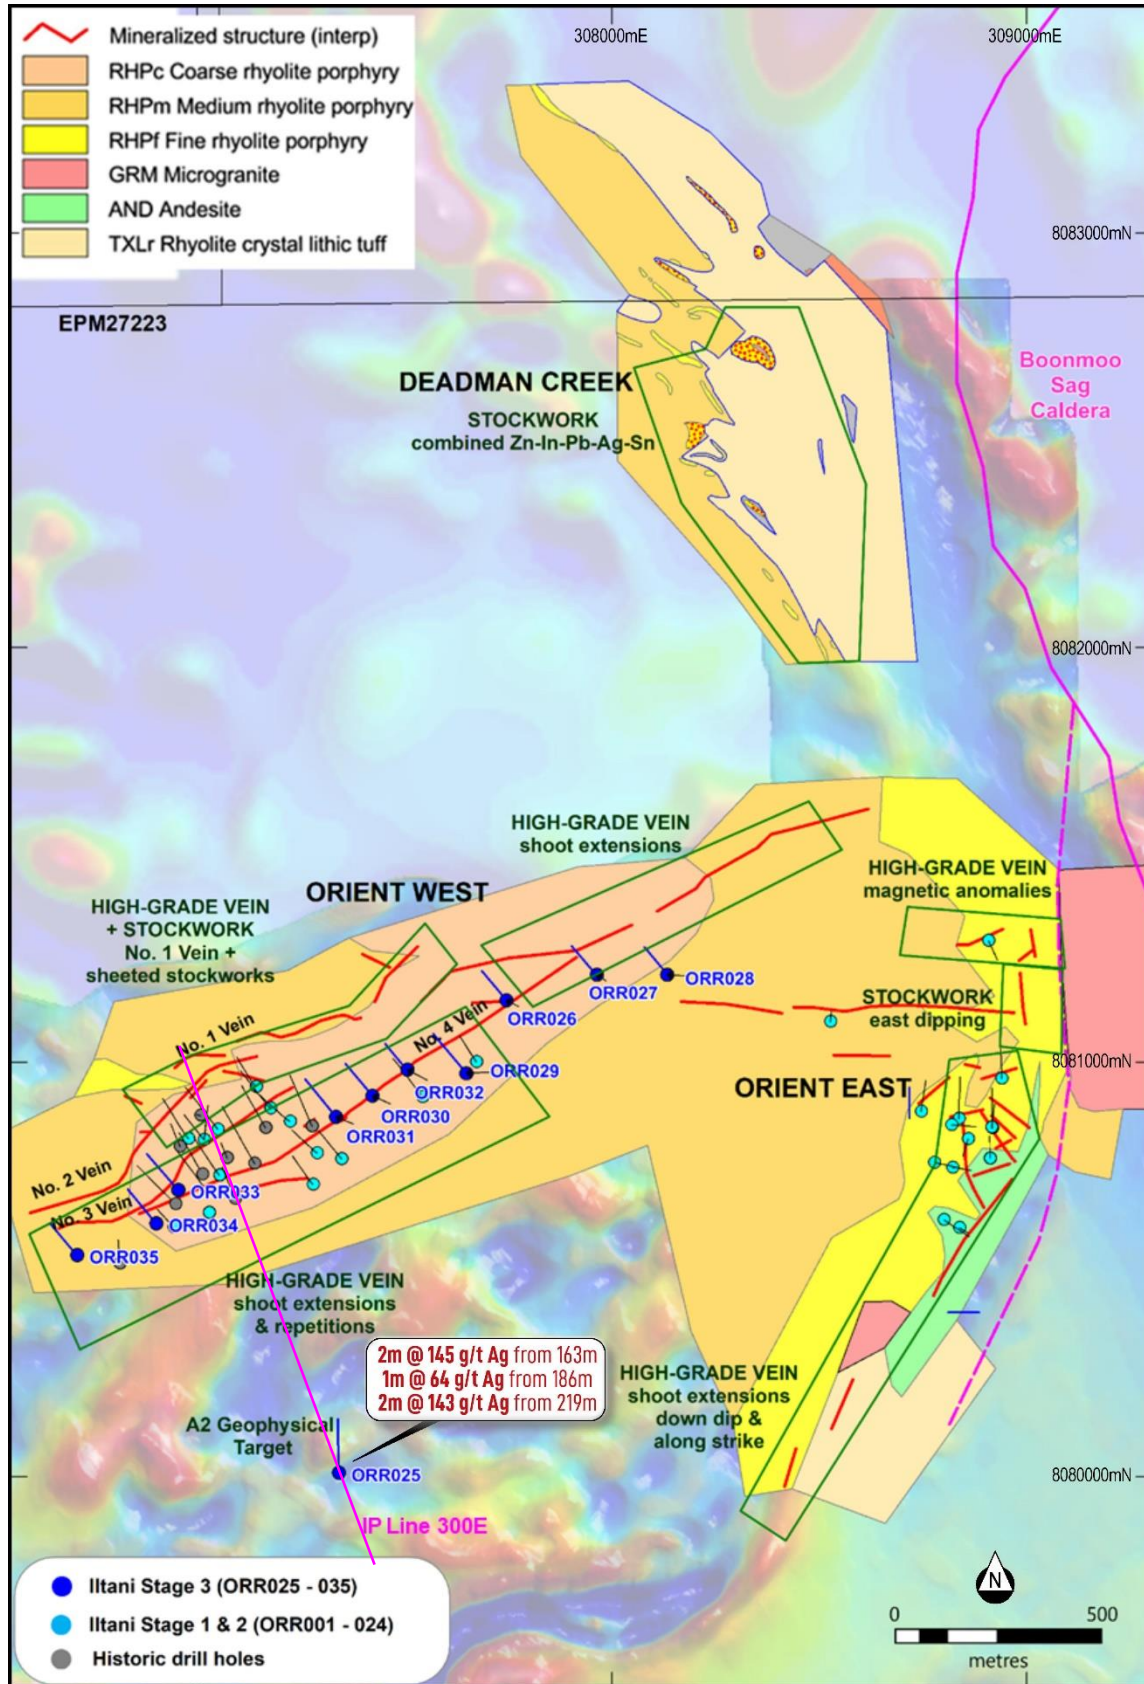 Mineralized structure (interp)
RHPc Coarse rhyolite porphyry
RHPm Medium rhyolite porphyry
RHPf Fine rhyolite porphyry
GRM Microgranite
AND Andesite
TXLr Rhyolite crystal lithic tuff
308000mE
309000mE
8083000mN
EPM27223
DEADMAN CREEK
STOCKWORK
combined Zn-In-Pb-Ag-Sn
Boonmoo
Sag
Caldera
8082000mN
HIGH-GRADE VEIN
shoot extensions
ORIENT WEST
HIGH-GRADE VEIN
+ STOCKWORK
No. 1 Vein +
sheeted stockworks
HIGH-GRADE VEIN
magnetic anomalies
ORR028
ORR027
ORR026
STOCKWORK
east dipping
No. 1 Vein
No. 4 Vein
8081000mN
ORR029
ORR032
ORR030
ORR031
ORIENT EAST
No. 2 Vein
No. 3 Vein
ORR033
ORR034
ORR035
HIGH-GRADE VEIN
shoot extensions
& repetitions
2m @ 145 g/t Ag from 163m
1m @ 64 g/t Ag from 186m
2m @ 143 g/t Ag from 219m
HIGH-GRADE VEIN
shoot extensions
down dip &
along strike
A2 Geophysical
Target
ORR025
8080000mN
IP Line 300E
Iltani Stage 3 (ORR025 - 035)
Iltani Stage 1 & 2 (ORR001 - 024)
Historic drill holes
N
0 500
metres